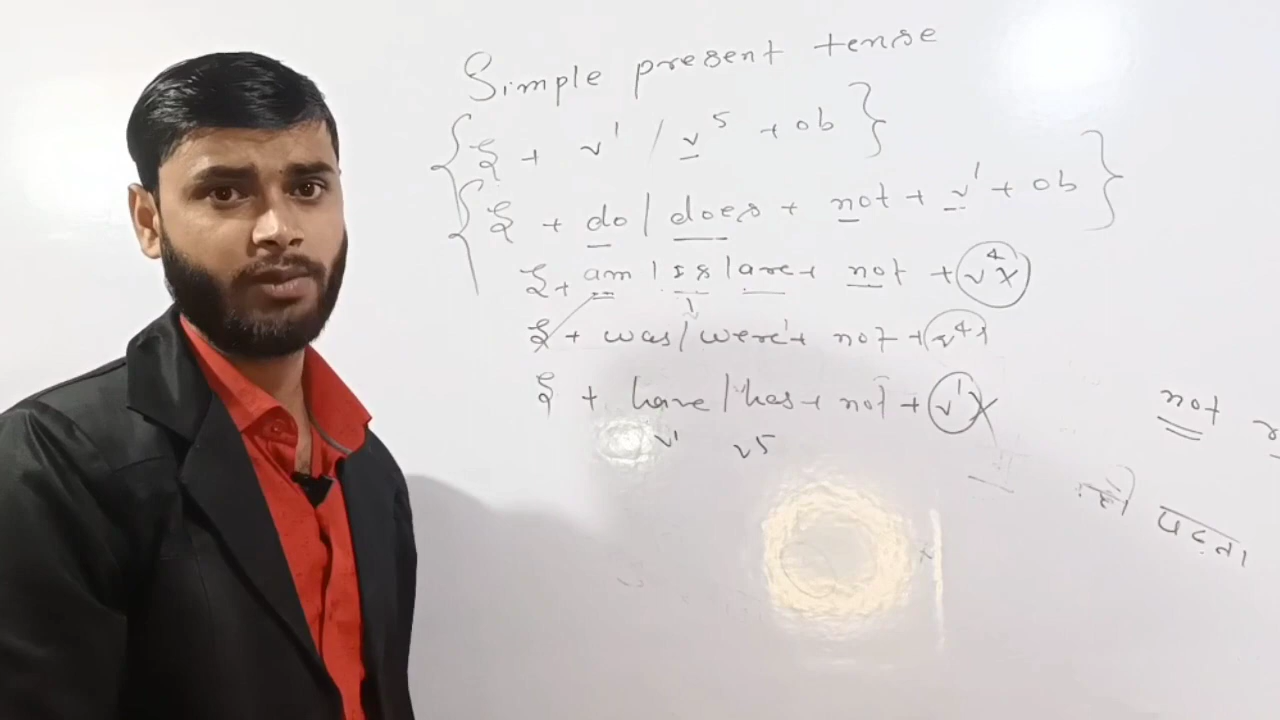 Simple present tense
{ S + v¹ / v⁵ + ob }
{ S + do / does + not + v¹ + ob }
S + am / is / are + not + v⁴ x
S + was / were + not + v⁴
S + have / has + not + v¹ x
v¹ v5
not
पढ़ता